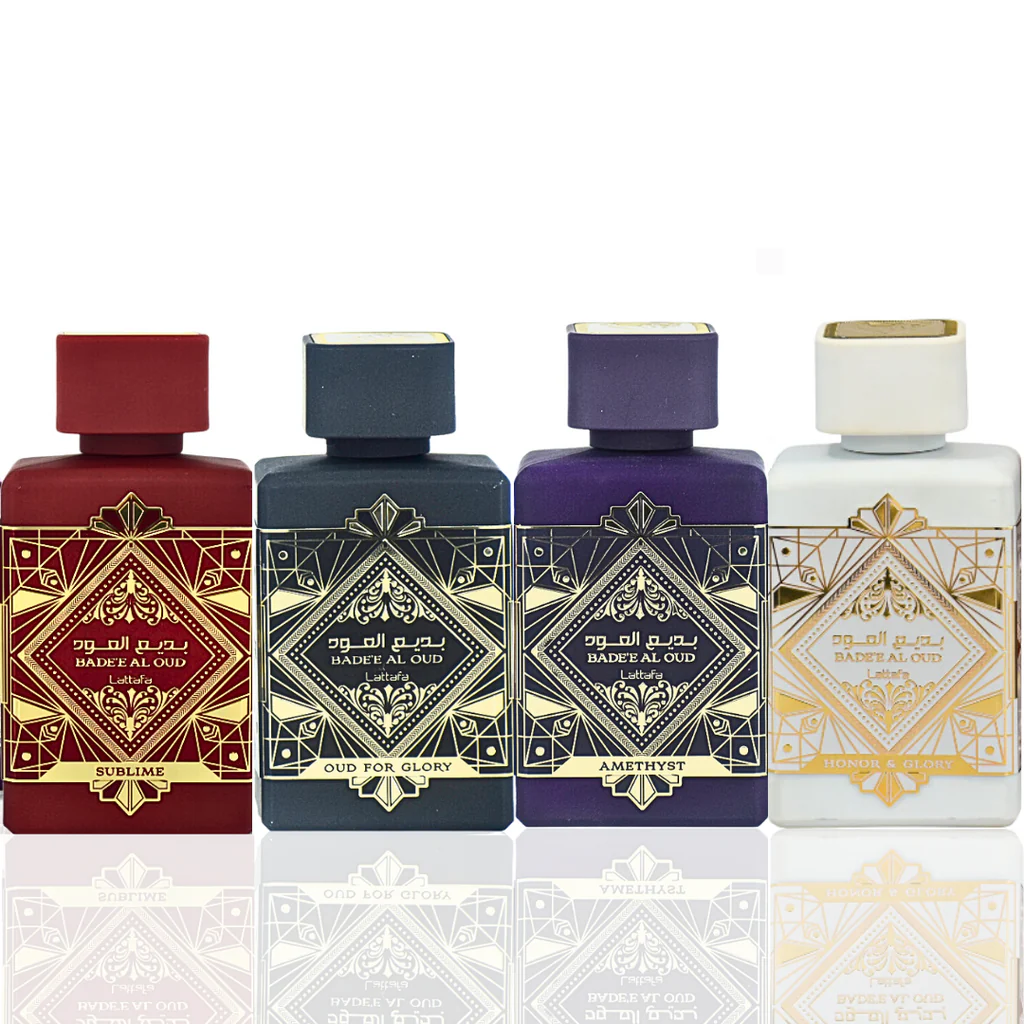 بديع العود
BADE'E AL OUD
Lattafa
SUBLIME
بديع العود
BADE'E AL OUD
Lattafa
OUD FOR GLORY
بديع العود
BADE'E AL OUD
Lattafa
AMETHYST
بديع العود
BADE'E AL OUD
Lattafa
HONOR & GLORY